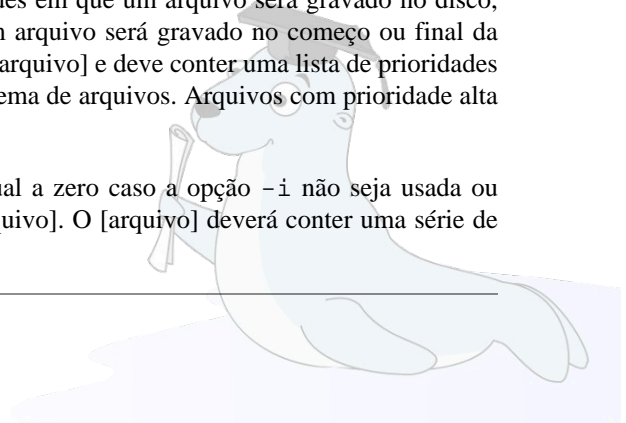 des em que um arquivo será gravado no disco,
arquivo será gravado no começo ou final da
arquivo] e deve conter uma lista de prioridades
ema de arquivos. Arquivos com prioridade alta
ual a zero caso a opção -i não seja usada ou
quivo]. O [arquivo] deverá conter uma série de